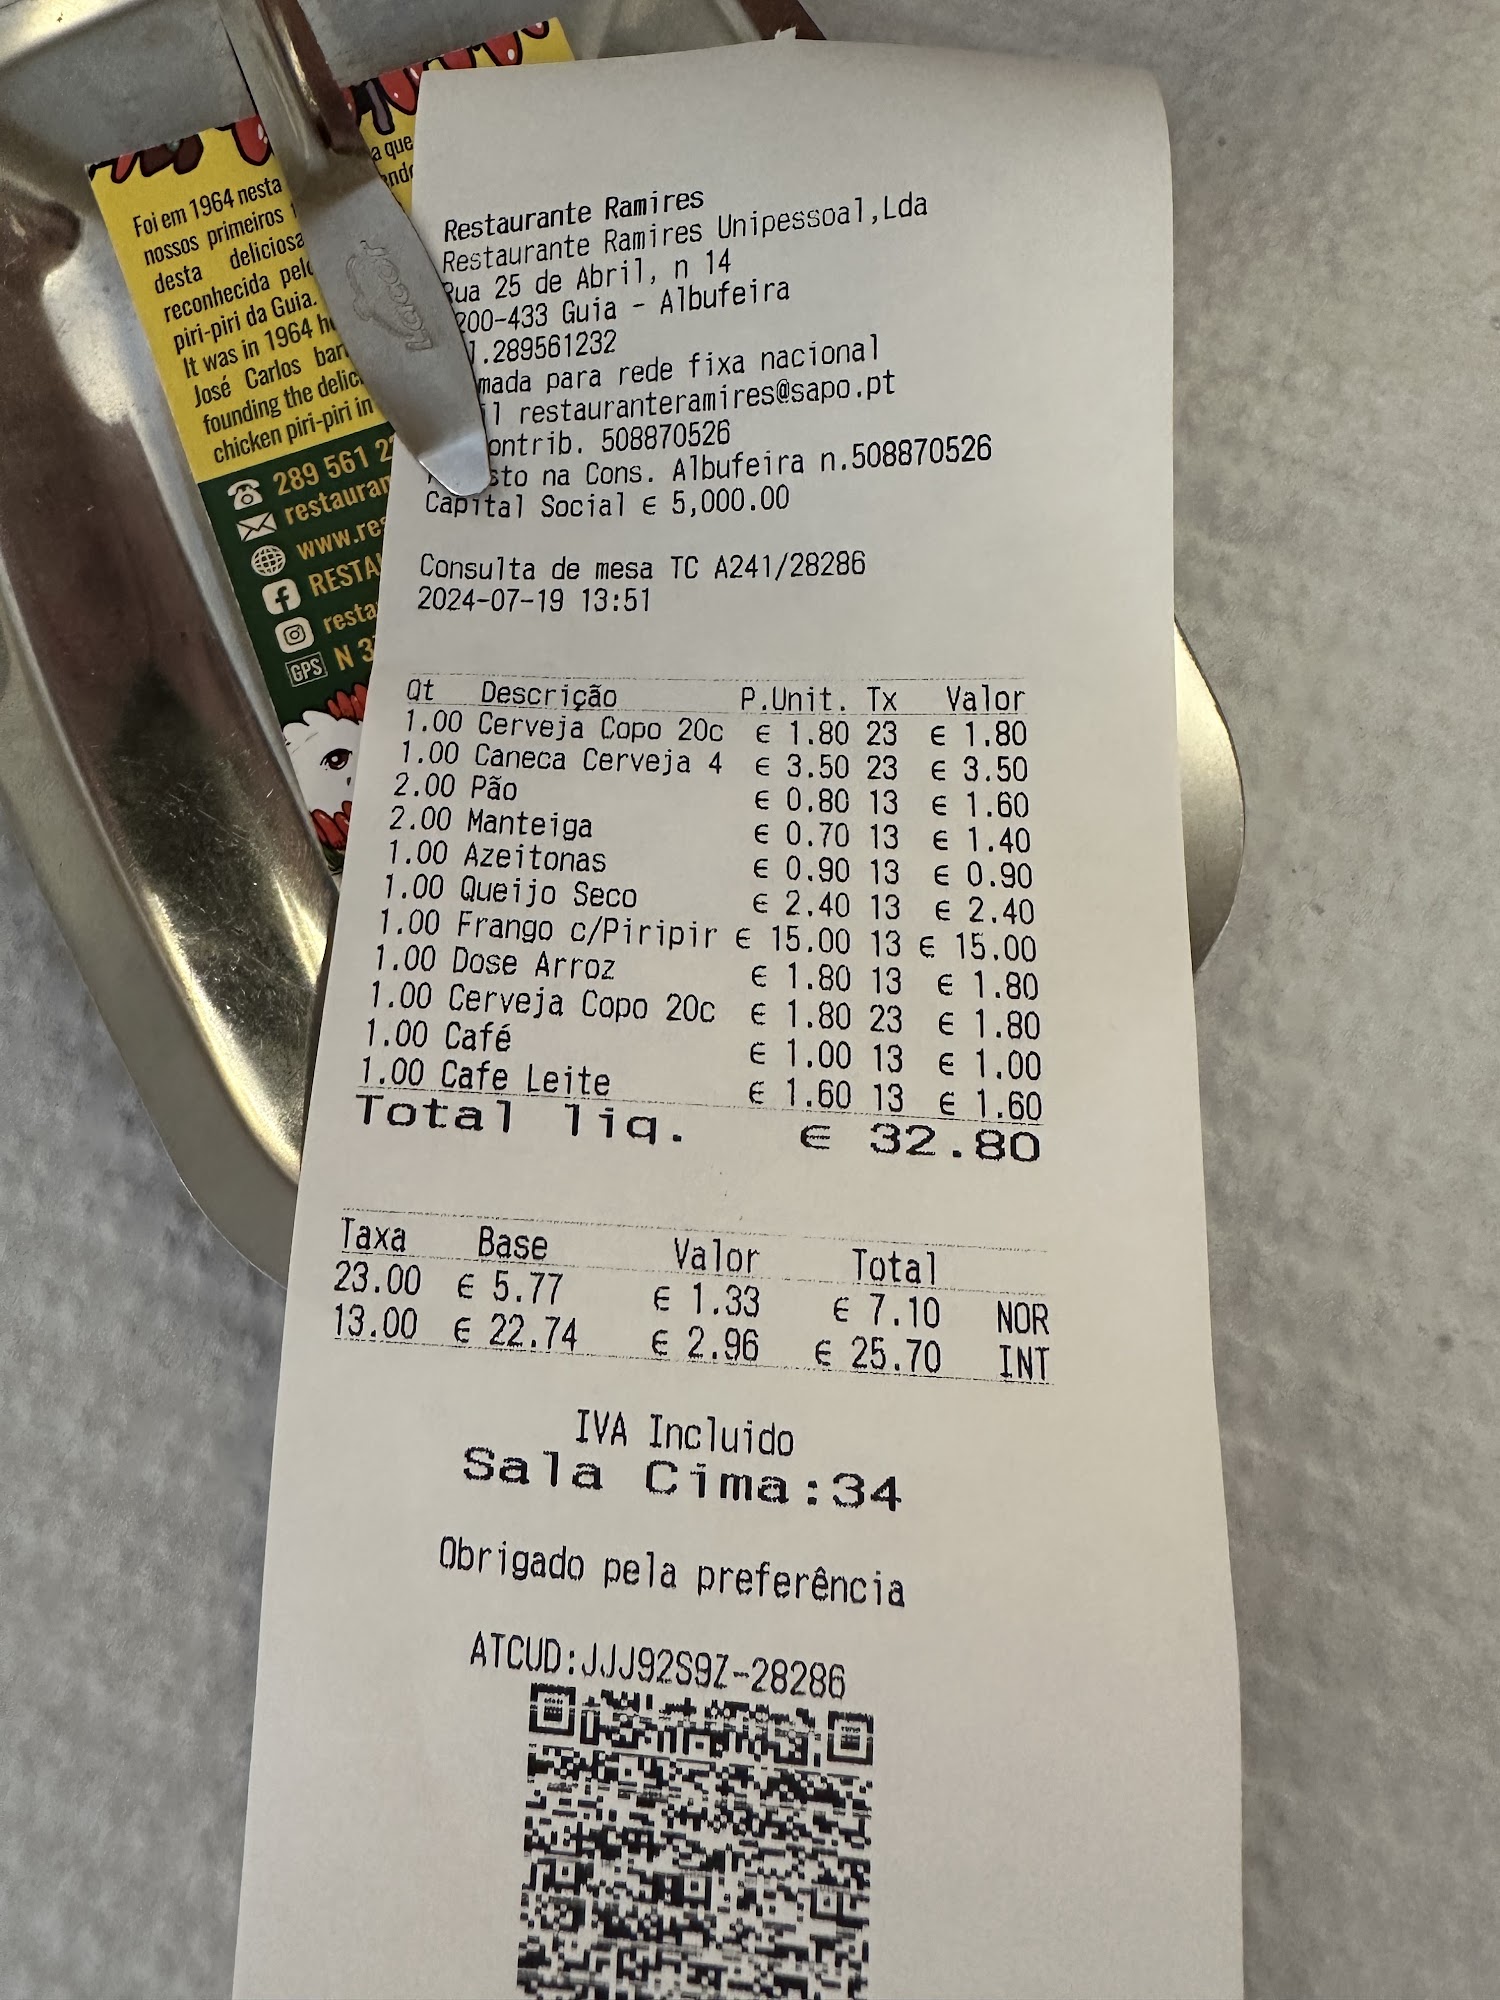 Foi em 1964 nesta
nossos primeiros
desta deliciosa
reconhecida pelo
piri-piri da Guia.
It was in 1964
José Carlos
founding the
chicken piri-piri in
a que
289 561
www.
GPS N
Restaurante Ramires
Restaurante Ramires Unipessoal,Lda
Rua 25 de Abril, n 14
200-433 Guia - Albufeira
.289561232
mada para rede fixa nacional
restauranteramires@sapo.pt
ontrib. 508870526
sto na Cons. Albufeira n.508870526
Capital Social € 5,000.00
Consulta de mesa TC A241/28286
2024-07-19 13:51
Qt Descrição P.Unit. Tx Valor
1.00 Cerveja Copo 20c € 1.80 23 € 1.80
1.00 Caneca Cerveja 4 € 3.50 23 € 3.50
2.00 Pão € 0.80 13 € 1.60
2.00 Manteiga € 0.70 13 € 1.40
1.00 Azeitonas € 0.90 13 € 0.90
1.00 Queijo Seco € 2.40 13 € 2.40
1.00 Frango c/Piripir € 15.00 13 € 15.00
1.00 Dose Arroz € 1.80 13 € 1.80
1.00 Cerveja Copo 20c € 1.80 23 € 1.80
1.00 Café € 1.00 13 € 1.00
1.00 Cafe Leite € 1.60 13 € 1.60
Total liq. € 32.80
Taxa Base Valor Total
23.00 € 5.77 € 1.33 € 7.10 NOR
13.00 € 22.74 € 2.96 € 25.70 INT
IVA Incluido
Sala Cima:34
Obrigado pela preferência
ATCUD:JJJ92S9Z-28286